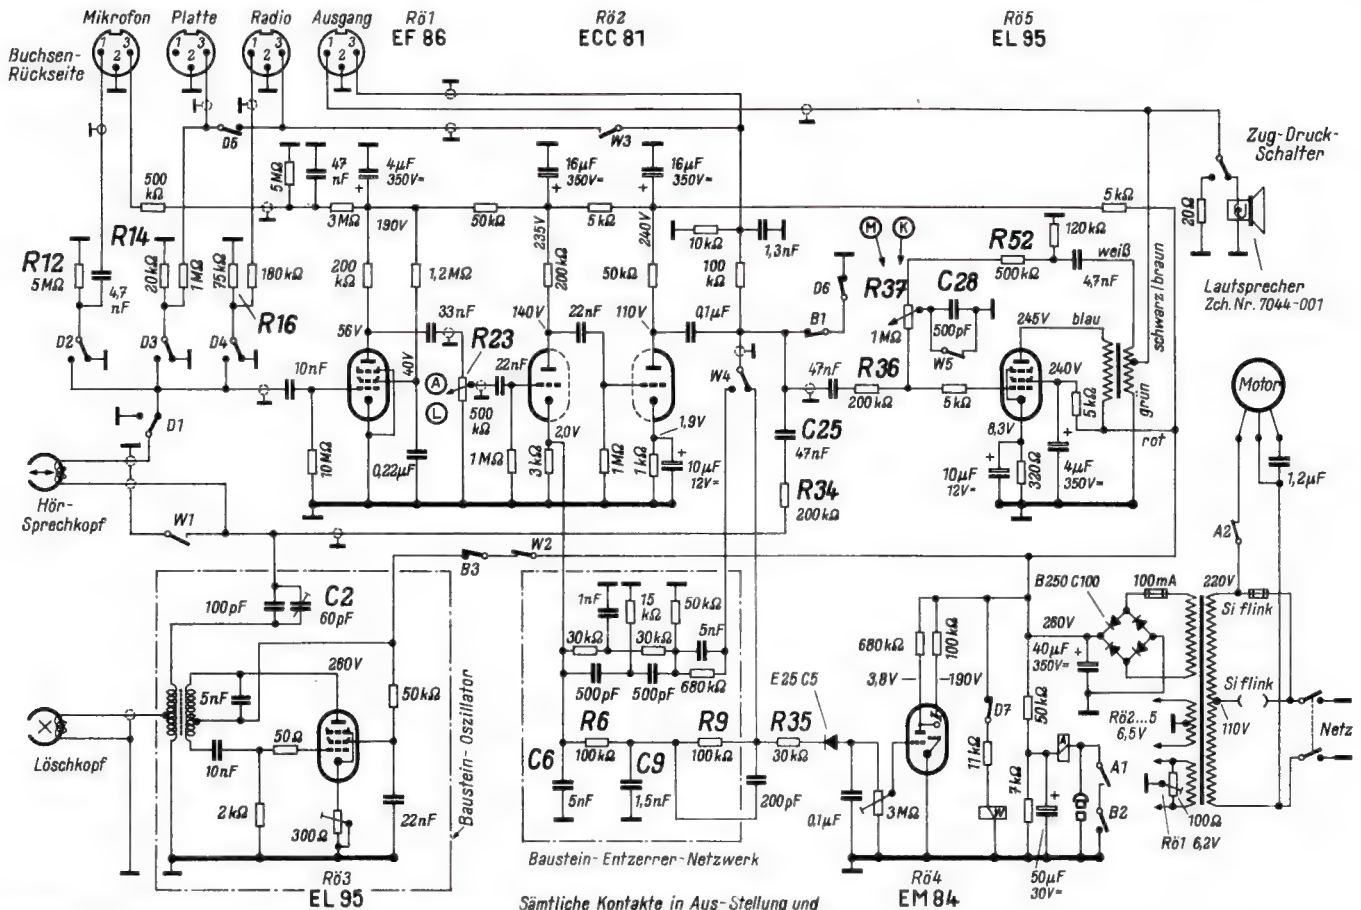 Mikrofon Platte Radio Ausgang
Rö1
EF 86
Rö2
ECC 81
Rö5
EL 95
Buchsen-
Rückseite
1 2 3
1 2 3
1 2 3
1 2 3
D5
W3
Zug-Druck-
Schalter
20Ω
Lautsprecher
Zch. Nr. 7044-001
500
kΩ
5MΩ
47
nF
4µF
350V=
+
3MΩ
190V
50kΩ
16µF
350V=
+
235V
5kΩ
16µF
350V=
+
240V
5kΩ
R12
5MΩ
4,7
nF
R14
20kΩ
1MΩ
75kΩ
180kΩ
R16
200
kΩ
1,2MΩ
200kΩ
50kΩ
10kΩ
1,3nF
100
kΩ
M K
R52
500kΩ
120kΩ
weiß
4,7nF
schwarz/braun
D2 D3 D4
56V
33nF
40V
R23
500
kΩ
A
L
140V
22nF
22nF
110V
0,1µF
B1
D6
R37
1MΩ
C28
500pF
W5
245V
blau
240V
grün
5kΩ
rot
10nF
W4
47nF
R36
200kΩ
5kΩ
D1
10MΩ
0,22µF
1MΩ
2,0V
3kΩ
1MΩ
1,9V
1kΩ
+
10µF
12V=
C25
47nF
R34
200kΩ
8,3V
+
10µF
12V=
320Ω
+
4µF
350V=
Motor
1,2µF
A2
Hör-
Sprechkopf
W1
B3
W2
100pF
C2
60pF
5nF
260V
50kΩ
10nF
50Ω
2kΩ
300Ω
22nF
Löschkopf
Rö3
EL 95
Baustein-Oszillator
1nF
15
kΩ
50kΩ
30kΩ
30kΩ
5nF
500pF
500pF
680kΩ
R6
100kΩ
R9
100kΩ
C6
5nF
C9
1,5nF
200pF
Baustein-Entzerrer-Netzwerk
R35
30kΩ
E25 C5
0,1µF
3MΩ
680kΩ
100kΩ
3,8V
190V
Rö4
EM 84
D7
11kΩ
W
50kΩ
7kΩ
+
50µF
30V=
A
A1
B2
B250 C100
100mA
260V
40µF
350V=
+
220V
Si flink
Si flink
110V
Netz
Rö2...5
6,5V
100Ω
Rö1 6,2V
Sämtliche Kontakte in Aus-Stellung und